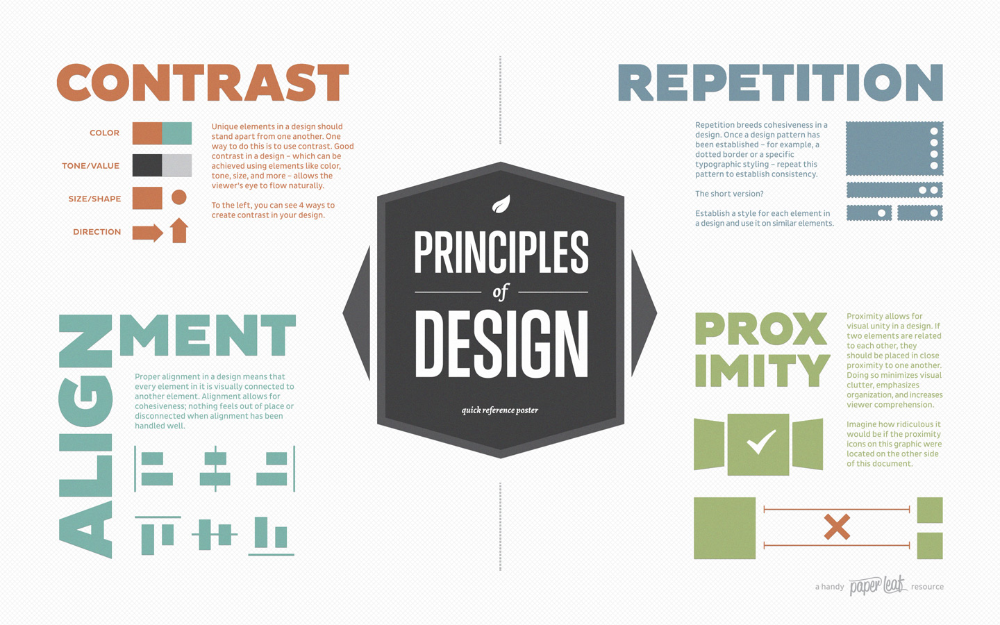 CONTRAST
COLOR
TONE/VALUE
SIZE/SHAPE
DIRECTION
Unique elements in a design should
stand apart from one another. One
way to do this is to use contrast. Good
contrast in a design – which can be
achieved using elements like color,
tone, size, and more – allows the
viewer's eye to flow naturally.
To the left, you can see 4 ways to
create contrast in your design.
REPETITION
Repetition breeds cohesiveness in a
design. Once a design pattern has
been established – for example, a
dotted border or a specific
typographic styling – repeat this
pattern to establish consistency.
The short version?
Establish a style for each element in
a design and use it on similar elements.
PRINCIPLES
of
DESIGN
quick reference poster
ALIGNMENT
Proper alignment in a design means that
every element in it is visually connected to
another element. Alignment allows for
cohesiveness; nothing feels out of place or
disconnected when alignment has been
handled well.
PROX
IMITY
Proximity allows for
visual unity in a design. If
two elements are related
to each other, they
should be placed in close
proximity to one another.
Doing so minimizes visual
clutter, emphasizes
organization, and increases
viewer comprehension.
Imagine how ridiculous it
would be if the proximity
icons on this graphic were
located on the other side
of this document.
a handy paper leaf resource